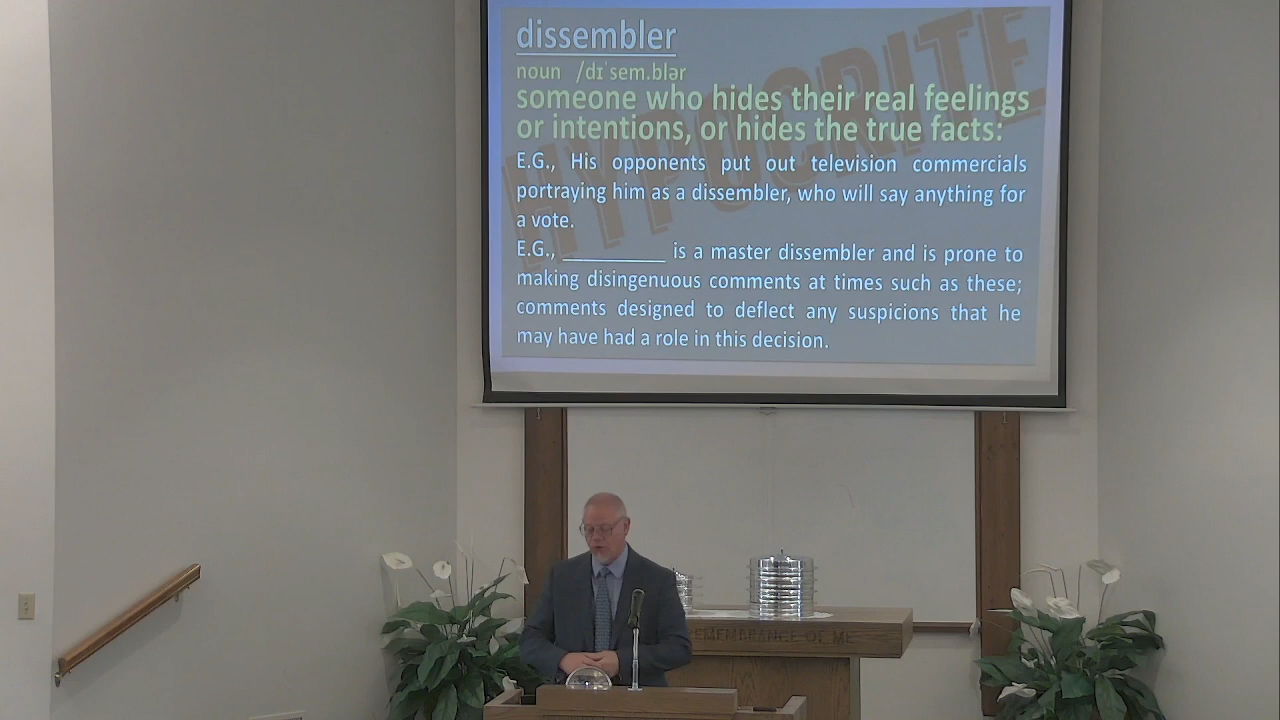 dissembler
noun /dɪˈsem.blər
someone who hides their real feelings
or intentions, or hides the true facts:
E.G., His opponents put out television commercials
portraying him as a dissembler, who will say anything for
a vote.
E.G., __________ is a master dissembler and is prone to
making disingenuous comments at times such as these;
comments designed to deflect any suspicions that he
may have had a role in this decision.
HYPOCRITE
EMEMBRANCE OF ME